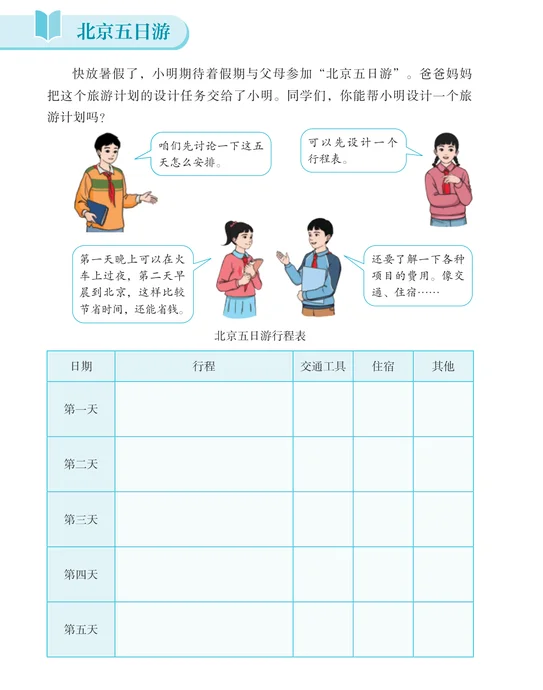 北京五日游
快放暑假了，小明期待着假期与父母参加“北京五日游”。爸爸妈妈
把这个旅游计划的设计任务交给了小明。同学们，你能帮小明设计一个旅
游计划吗？
咱们先讨论一下这五
天怎么安排。
可以先设计一个
行程表。
第一天晚上可以在火
车上过夜，第二天早
晨到北京，这样比较
节省时间，还能省钱。
还要了解一下各种
项目的费用。像交
通、住宿……
北京五日游行程表
日期 行程 交通工具 住宿 其他
第一天
第二天
第三天
第四天
第五天